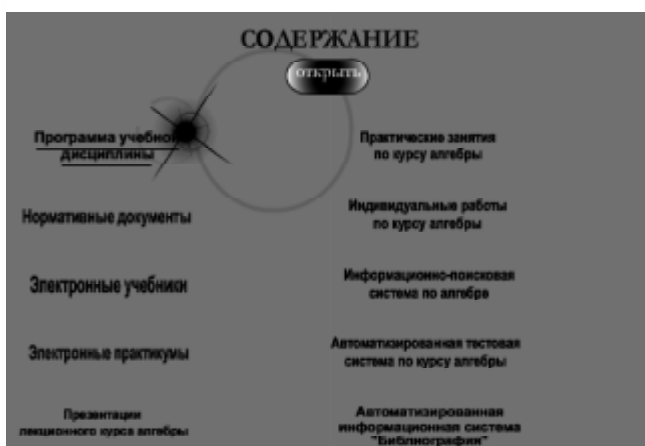 СОДЕРЖАНИЕ
открыть
Программа учебной
дисциплины
Нормативные документы
Электронные учебники
Электронные практикумы
Презентации
лекционного курса алгебры
Практические занятия
по курсу алгебры
Индивидуальные работы
по курсу алгебры
Информационно-поисковая
система по алгебре
Автоматизированная тестовая
система по курсу алгебры
Автоматизированная
информационная система
"Библиография"